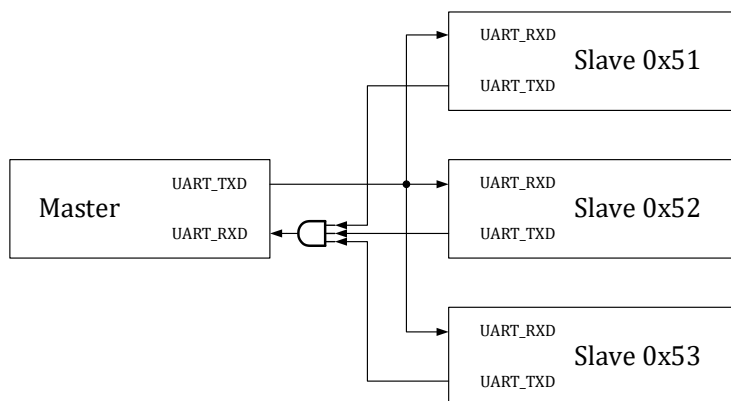 UART_RXD
Slave 0x51
UART_TXD
UART_TXD
Master
UART_RXD
UART_RXD
Slave 0x52
UART_TXD
UART_RXD
Slave 0x53
UART_TXD